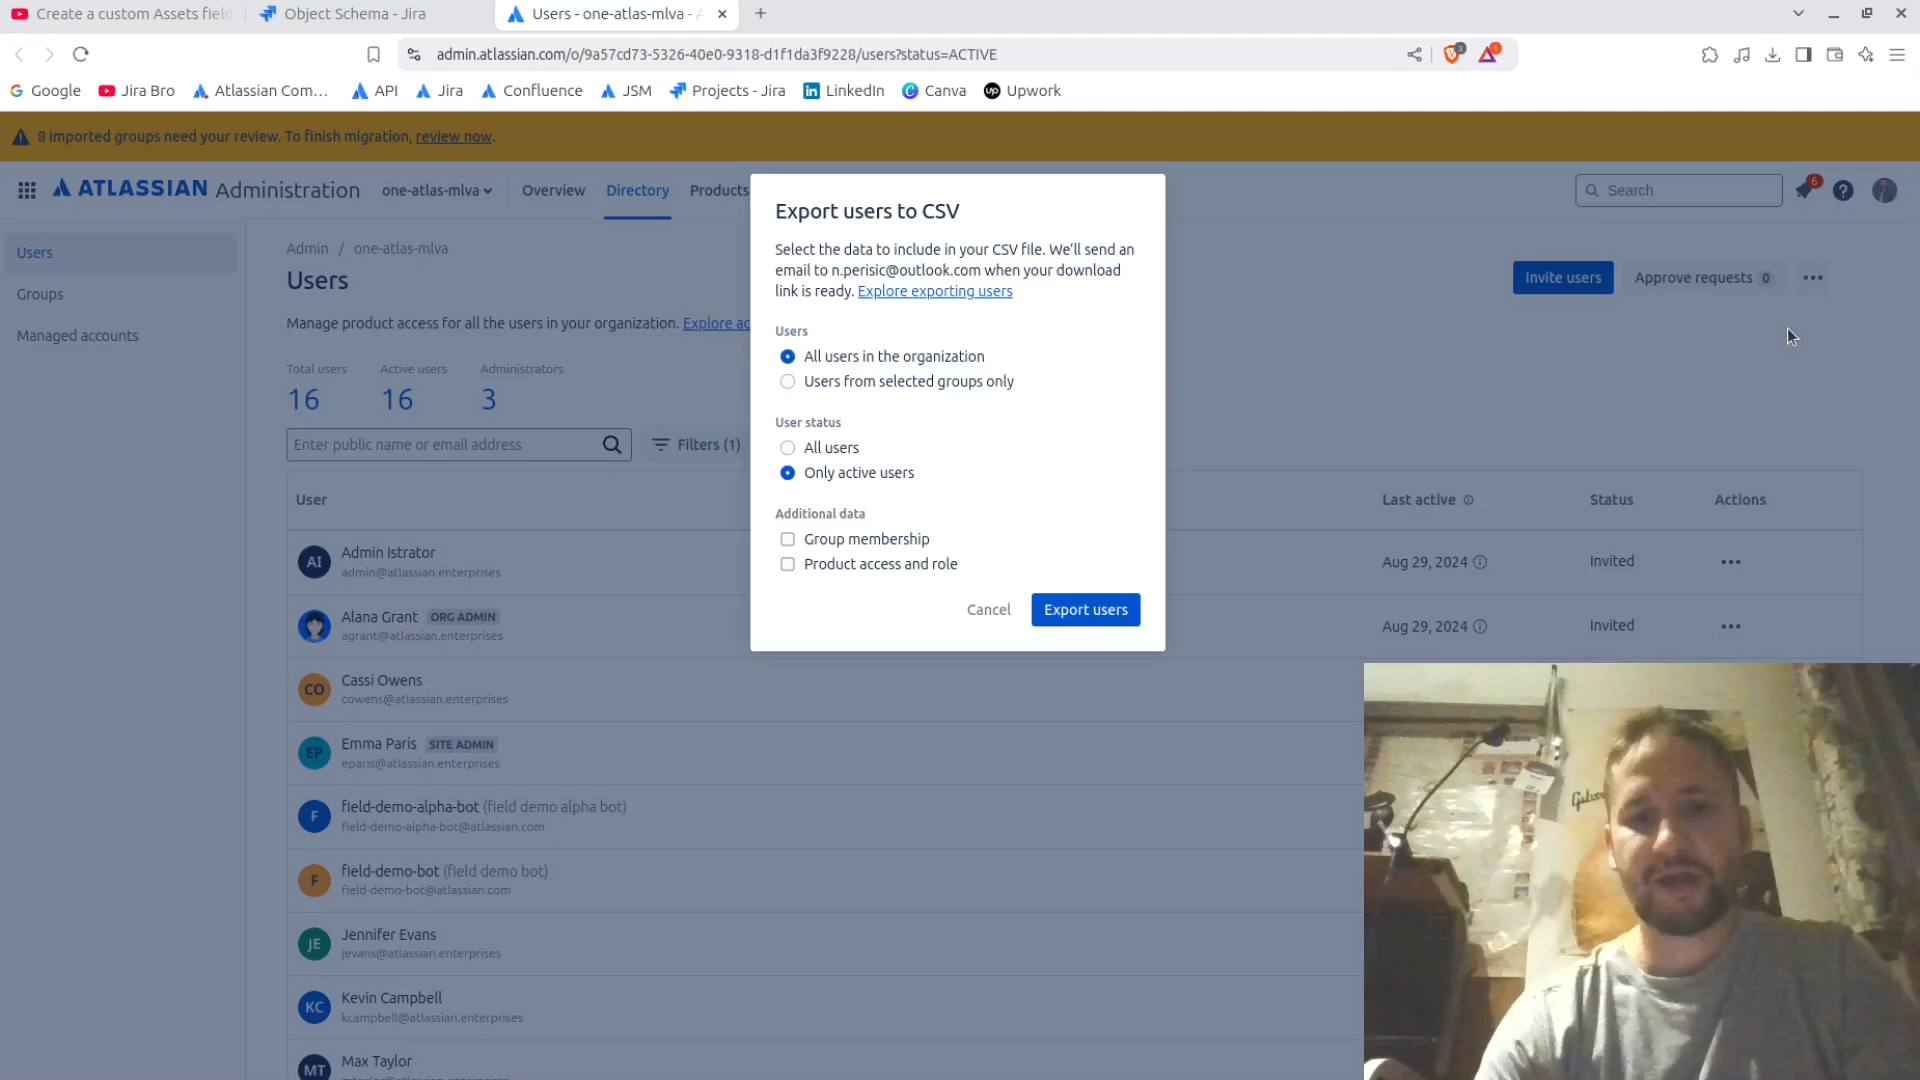 Create a custom Assets fiel
Object Schema - Jira
Users - one-atlas-mlva -
admin.atlassian.com/o/9a57cd73-5326-40e0-9318-d1f1da3f9228/users?status=ACTIVE
Google
Jira Bro
Atlassian Com...
API
Jira
Confluence
JSM
Projects - Jira
LinkedIn
Canva
Upwork
8 imported groups need your review. To finish migration, review now.
ATLASSIAN Administration
one-atlas-mlva
Overview
Directory
Products
Search
6
Users
Groups
Managed accounts
Admin / one-atlas-mlva
Users
Invite users
Approve requests 0
Manage product access for all the users in your organization. Explore ac
Total users
Active users
Administrators
16
16
3
Enter public name or email address
Filters (1)
User
Last active
Status
Actions
AI
Admin Istrator
admin@atlassian.enterprises
Aug 29, 2024
Invited
Alana Grant ORG ADMIN
agrant@atlassian.enterprises
Aug 29, 2024
Invited
CO
Cassi Owens
cowens@atlassian.enterprises
EP
Emma Paris SITE ADMIN
eparis@atlassian.enterprises
F
field-demo-alpha-bot (field demo alpha bot)
field-demo-alpha-bot@atlassian.com
F
field-demo-bot (field demo bot)
field-demo-bot@atlassian.com
JE
Jennifer Evans
jevans@atlassian.enterprises
KC
Kevin Campbell
kcampbell@atlassian.enterprises
MT
Max Taylor
Export users to CSV
Select the data to include in your CSV file. We'll send an
email to n.perisic@outlook.com when your download
link is ready. Explore exporting users
Users
All users in the organization
Users from selected groups only
User status
All users
Only active users
Additional data
Group membership
Product access and role
Cancel
Export users